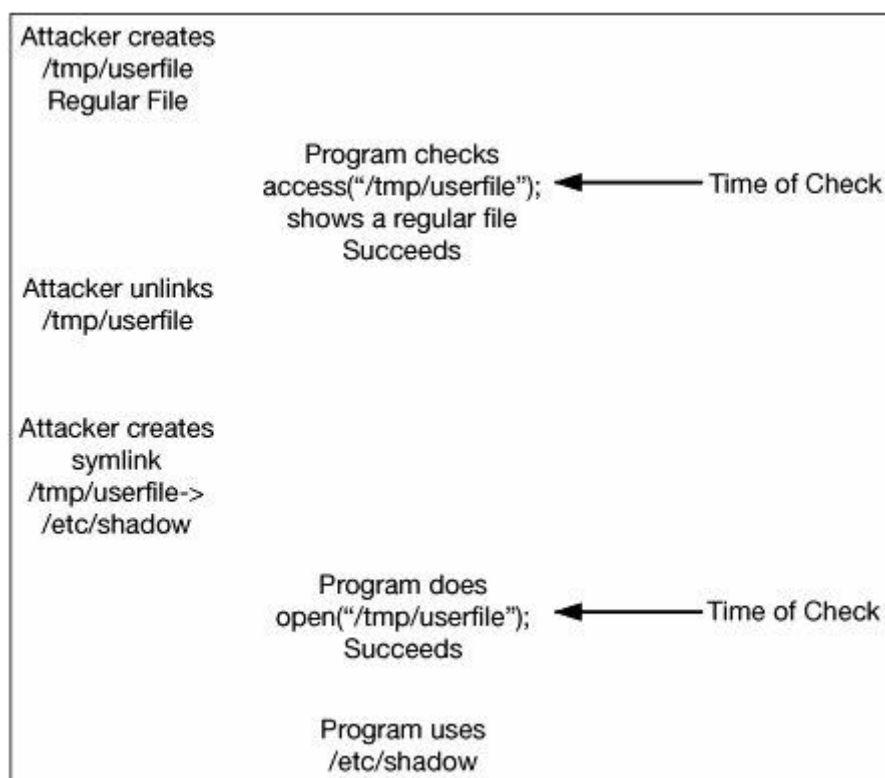 Attacker creates
/tmp/userfile
Regular File
Program checks
access(“/tmp/userfile”);
shows a regular file
Succeeds
Time of Check
Attacker unlinks
/tmp/userfile
Attacker creates
symlink
/tmp/userfile->
/etc/shadow
Program does
open(“/tmp/userfile”);
Succeeds
Time of Check
Program uses
/etc/shadow